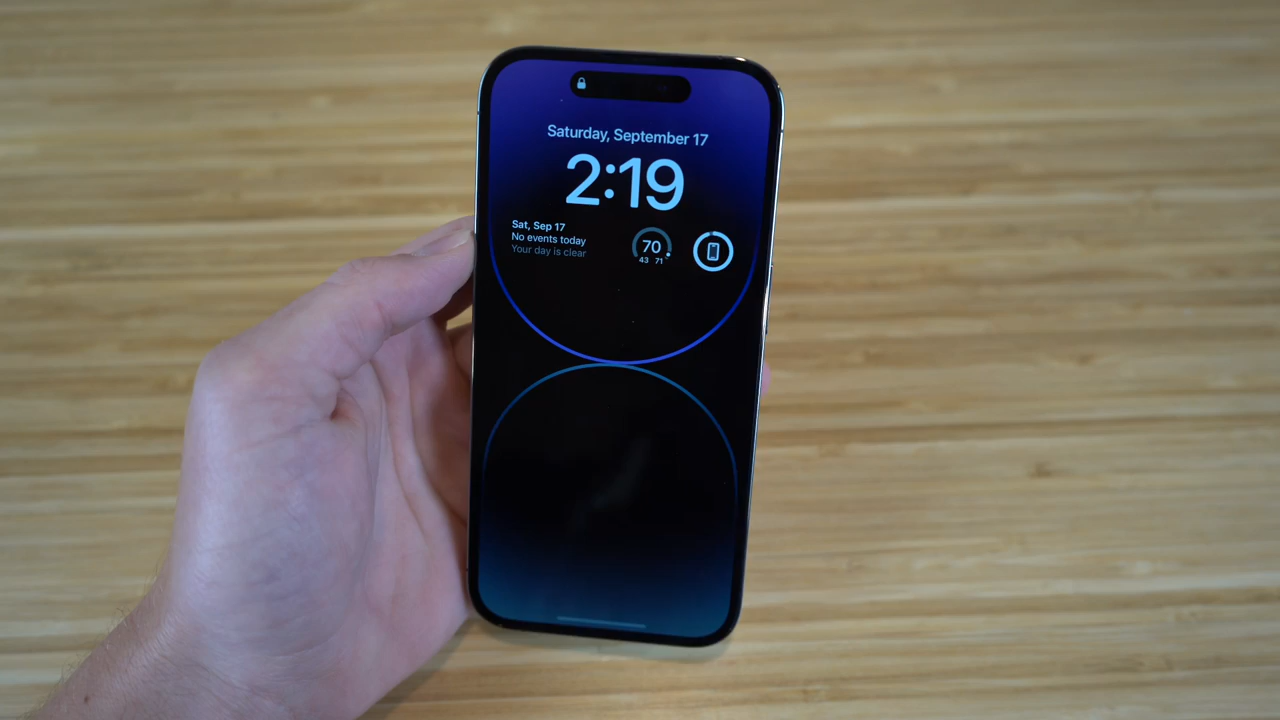 Saturday, September 17
2:19
Sat, Sep 17
No events today
Your day is clear
70
43 71